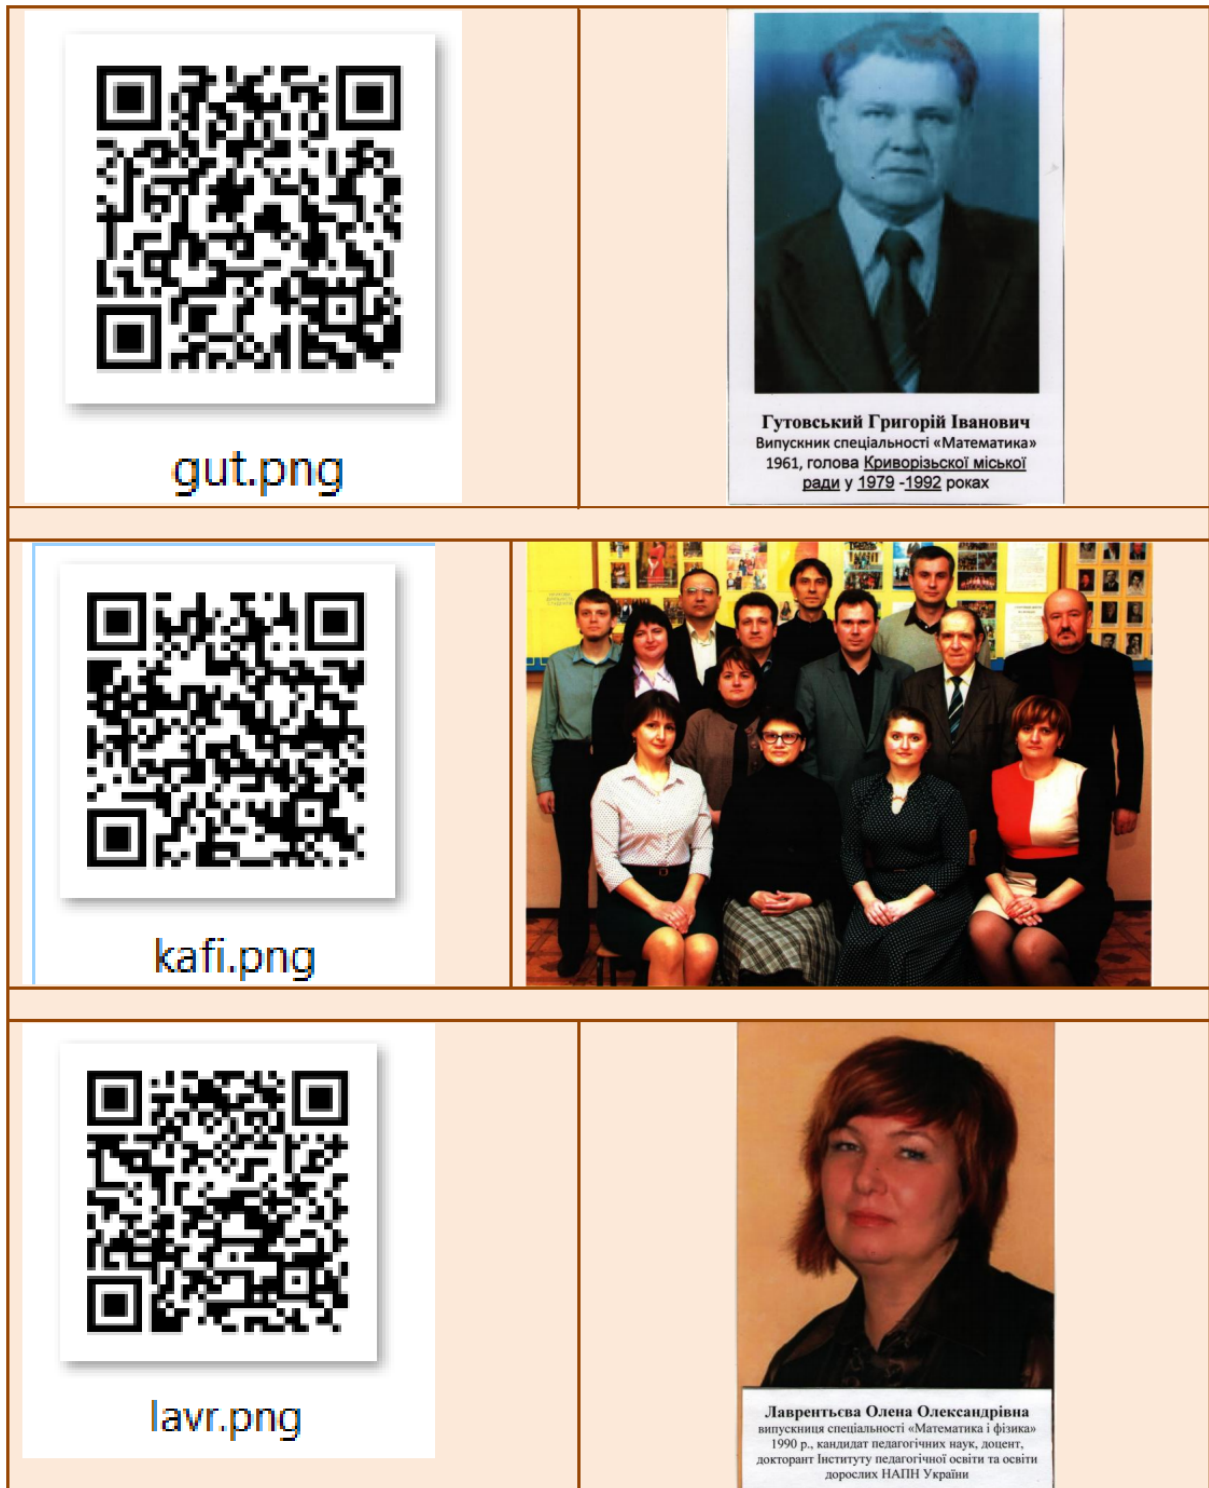 gut.png
Гутовський Григорій Іванович
Випускник спеціальності «Математика»
1961, голова Криворізьскої міської
ради у 1979 -1992 роках
kafi.png
lavr.png
Лаврентьєва Олена Олександрівна
випускниця спеціальності «Математика і фізика»
1990 р., кандидат педагогічних наук, доцент,
докторант Інституту педагогічної освіти та освіти
дорослих НАПН України